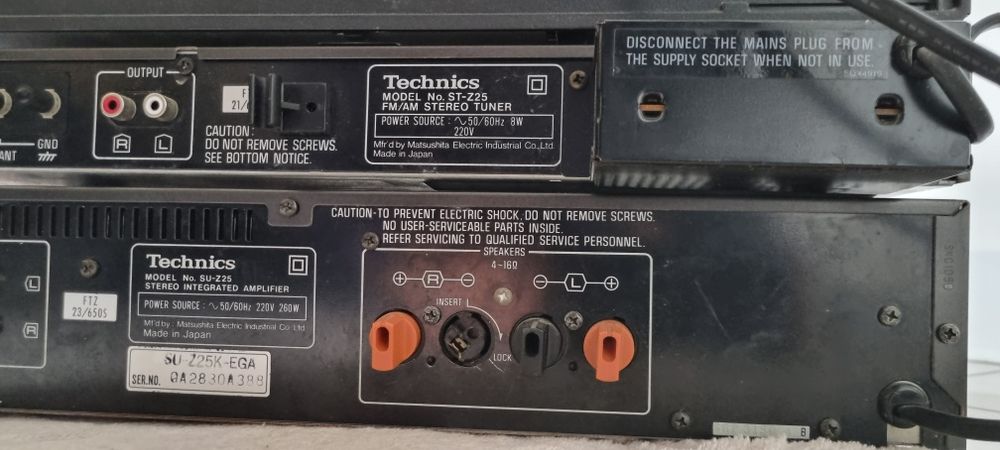 DISCONNECT THE MAINS PLUG FROM
THE SUPPLY SOCKET WHEN NOT IN USE.
OUTPUT
R L
GND
ANT
CAUTION:
DO NOT REMOVE SCREWS.
SEE BOTTOM NOTICE.
Technics
MODEL No. ST-Z25
FM/AM STEREO TUNER
POWER SOURCE : ∿50/60Hz 8W
220V
Mfr'd by Matsushita Electric Industrial Co.,Ltd.
Made in Japan
CAUTION-TO PREVENT ELECTRIC SHOCK, DO NOT REMOVE SCREWS.
NO USER-SERVICEABLE PARTS INSIDE.
REFER SERVICING TO QUALIFIED SERVICE PERSONNEL.
L
R
FTZ
23/650S
Technics
MODEL No. SU-Z25
STEREO INTEGRATED AMPLIFIER
POWER SOURCE : ∿50/60Hz 220V 260W
Mf'd by: Matsushita Electric Industrial Co. Ltd
Made in Japan
SU-Z25K-EGA
SER.NO. QA2830A388
SPEAKERS
4~16Ω
+ R - - L +
INSERT
LOCK
B